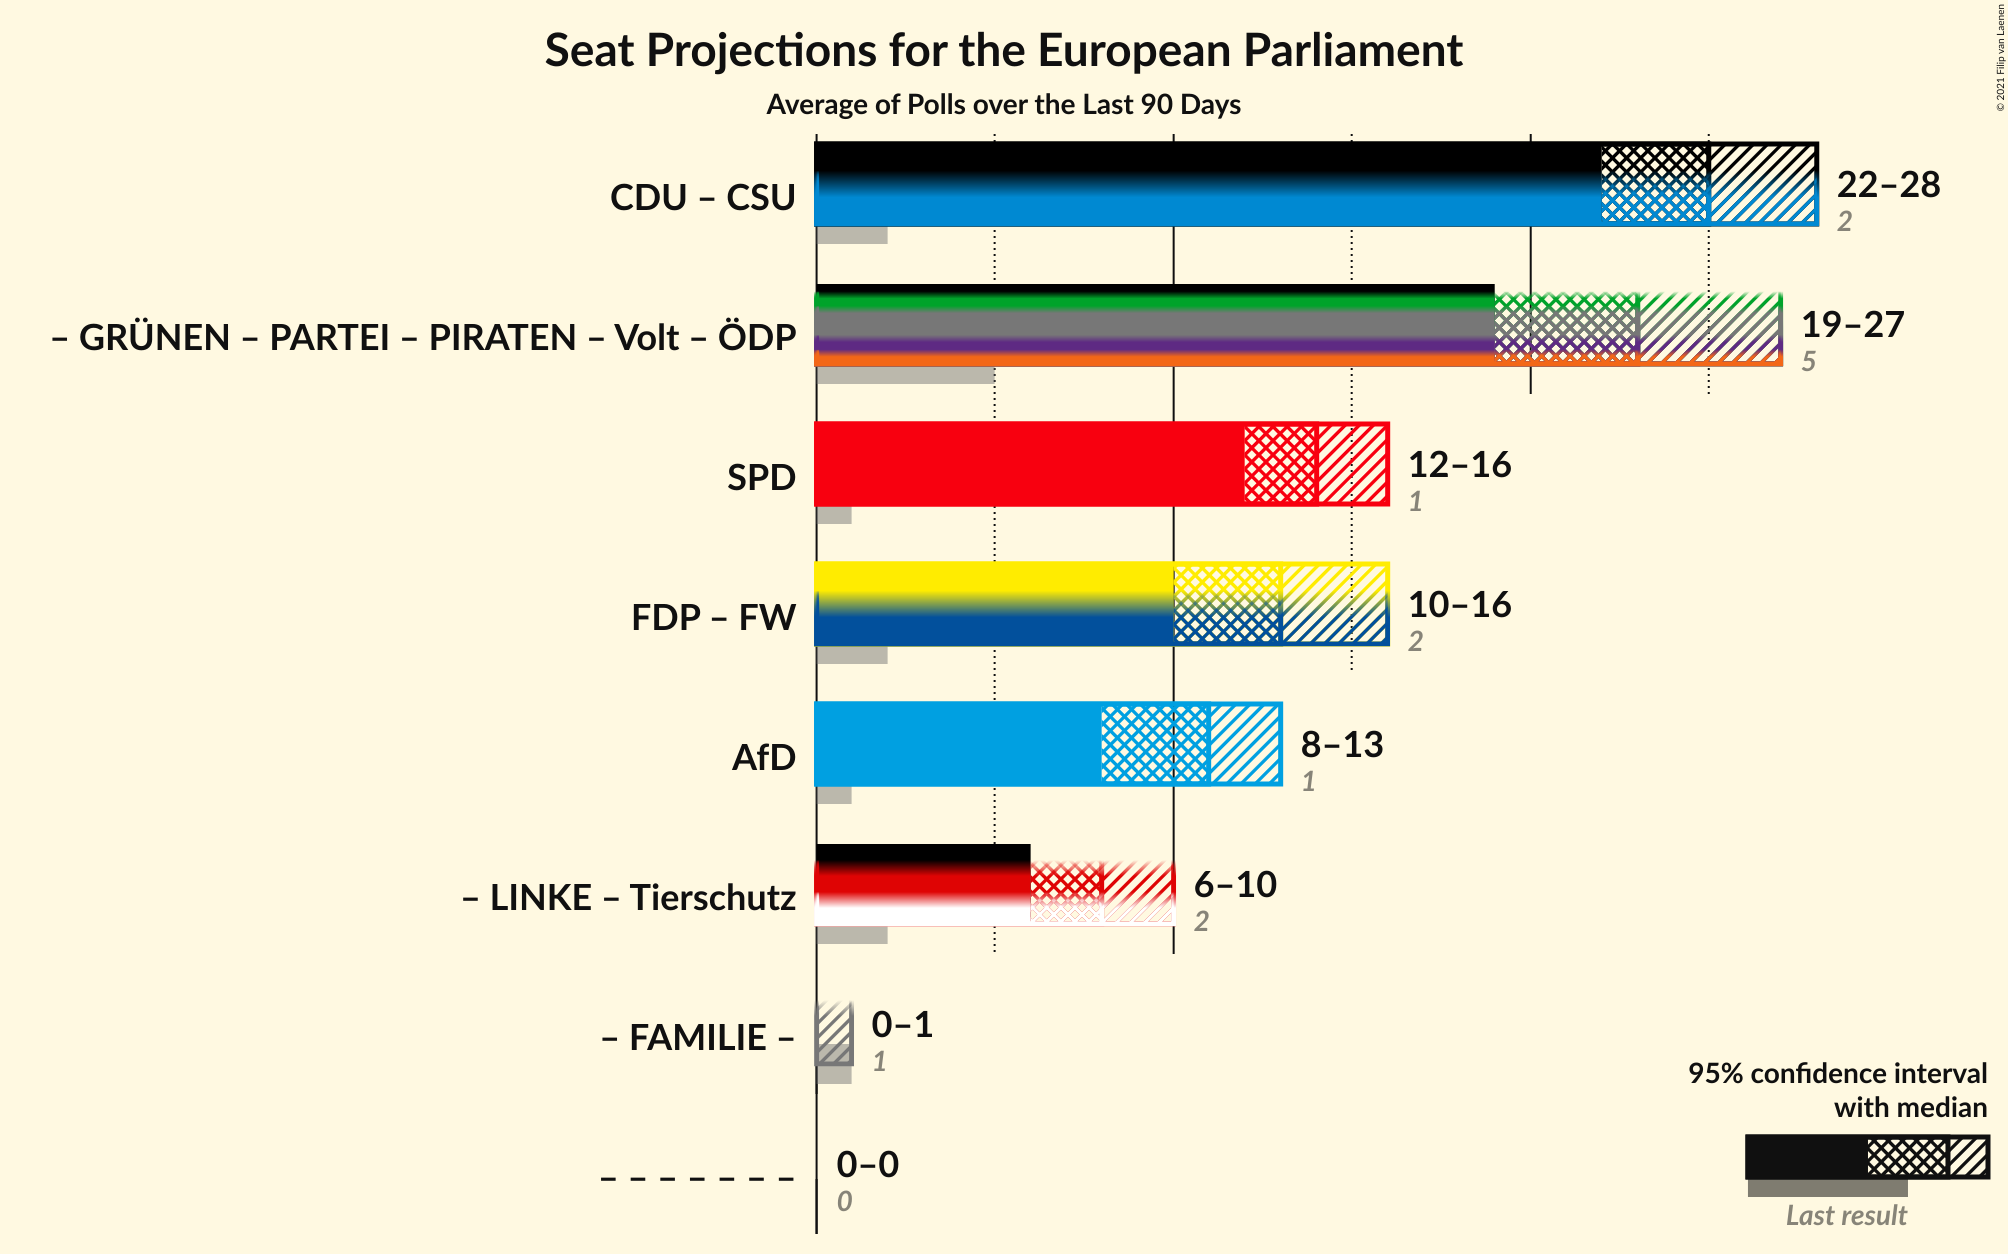 Seat Projections for the European Parliament
Average of Polls over the Last 90 Days
© 2021 Filip van Laenen
CDU – CSU
22–28
2
– GRÜNEN – PARTEI – PIRATEN – Volt – ÖDP
19–27
5
SPD
12–16
1
FDP – FW
10–16
2
AfD
8–13
1
– LINKE – Tierschutz
6–10
2
– FAMILIE –
0–1
1
– – – – – – –
0–0
0
95% confidence interval
with median
Last result